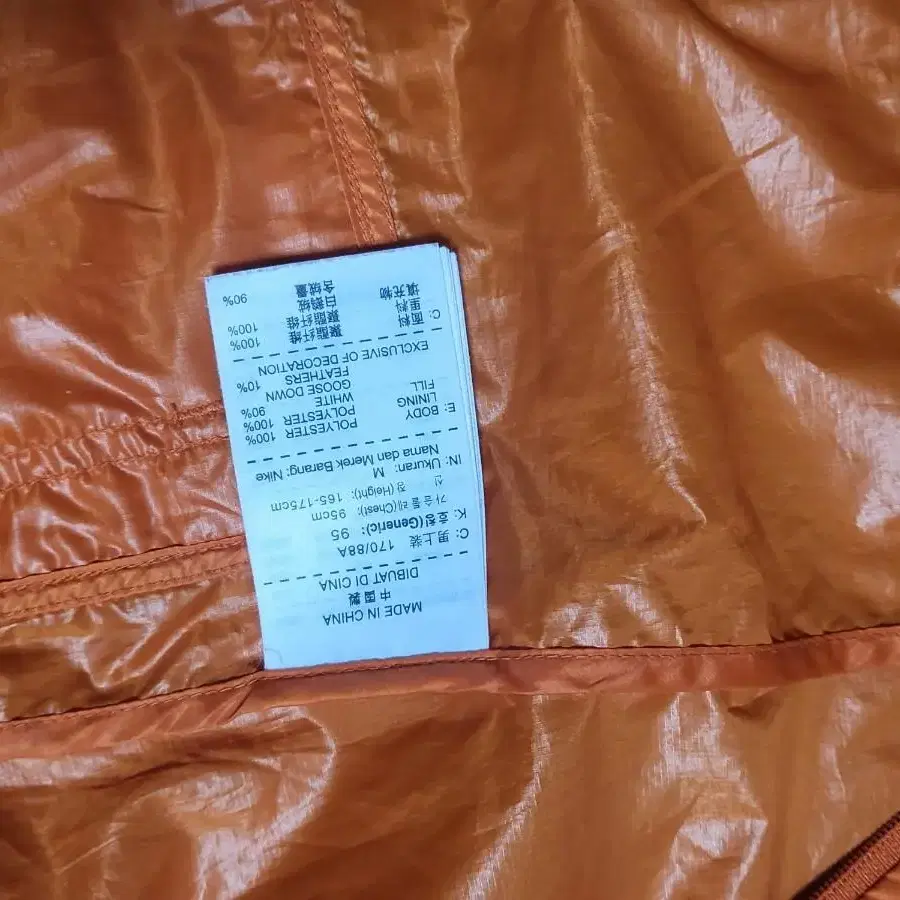 MADE IN CHINA
中國製
DIBUAT DI CINA
C: 男上装 170/88A
K: 호칭(Generic): 95
가슴둘레(Chest): 95cm
신 장(Height): 165-175cm
IN: Ukuran: M
Nama dan Merek Barang: Nike
E: BODY POLYESTER 100%
LINING POLYESTER 100%
FILL WHITE 90%
GOOSE DOWN
FEATHERS 10%
EXCLUSIVE OF DECORATION
C: 面料 聚酯纤维 100%
里料 聚酯纤维 100%
填充物 白鹅绒
含绒量 90%